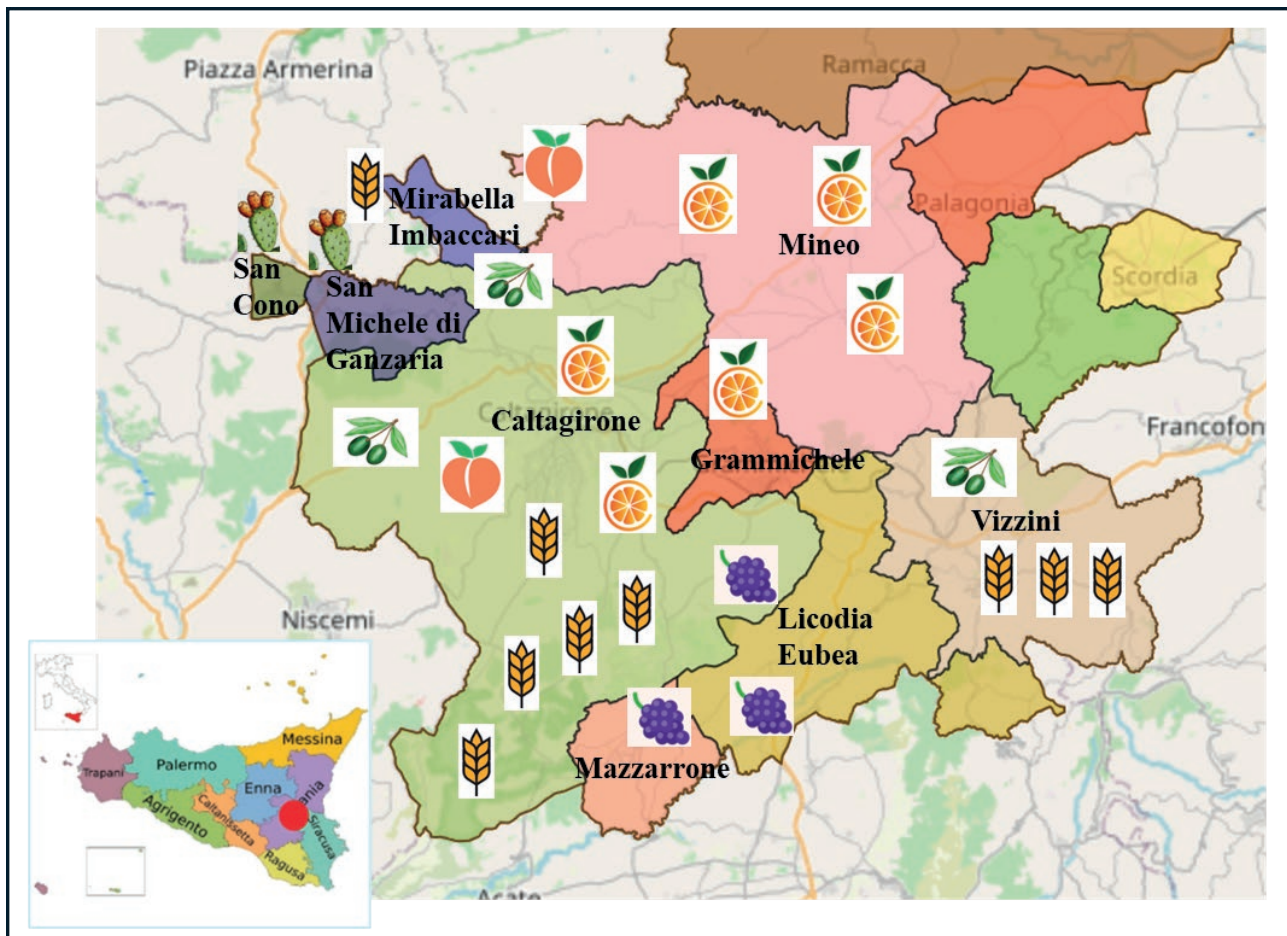 Piazza Armerina
Ramacca
Mirabella
Imbaccari
Palagonia
Mineo
Scordia
San
Cono
San
Michele di
Ganzaria
Caltagirone
Francofon
Grammichele
Vizzini
Niscemi
Licodia
Eubea
Mazzarrone
Acate
Messina
Palermo
Trapani
Enna
ania
Agrigento
Caltanissetta
Siracusa
Ragusa